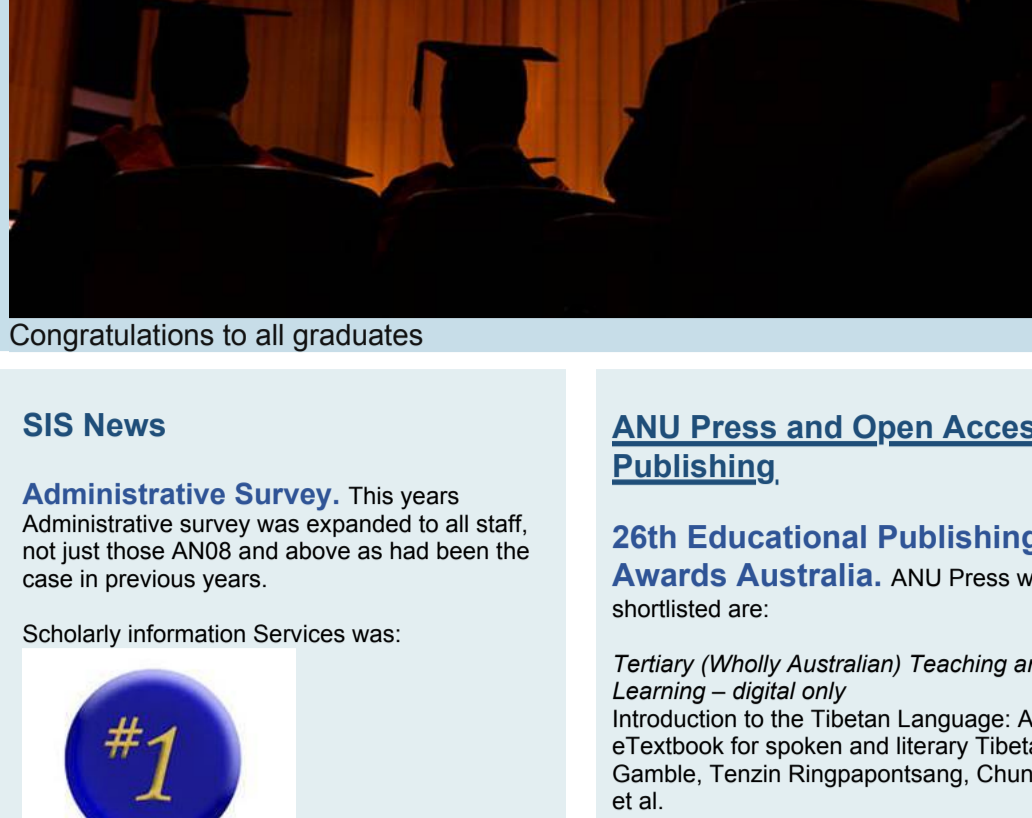 Congratulations to all graduates
SIS News
Administrative Survey. This years
Administrative survey was expanded to all staff,
not just those AN08 and above as had been the
case in previous years.
Scholarly information Services was:
#1
ANU Press and Open Acces
Publishing
26th Educational Publishing
Awards Australia. ANU Press w
shortlisted are:
Tertiary (Wholly Australian) Teaching a
Learning – digital only
Introduction to the Tibetan Language: A
eTextbook for spoken and literary Tibeta
Gamble, Tenzin Ringpapontsang, Chun
et al.